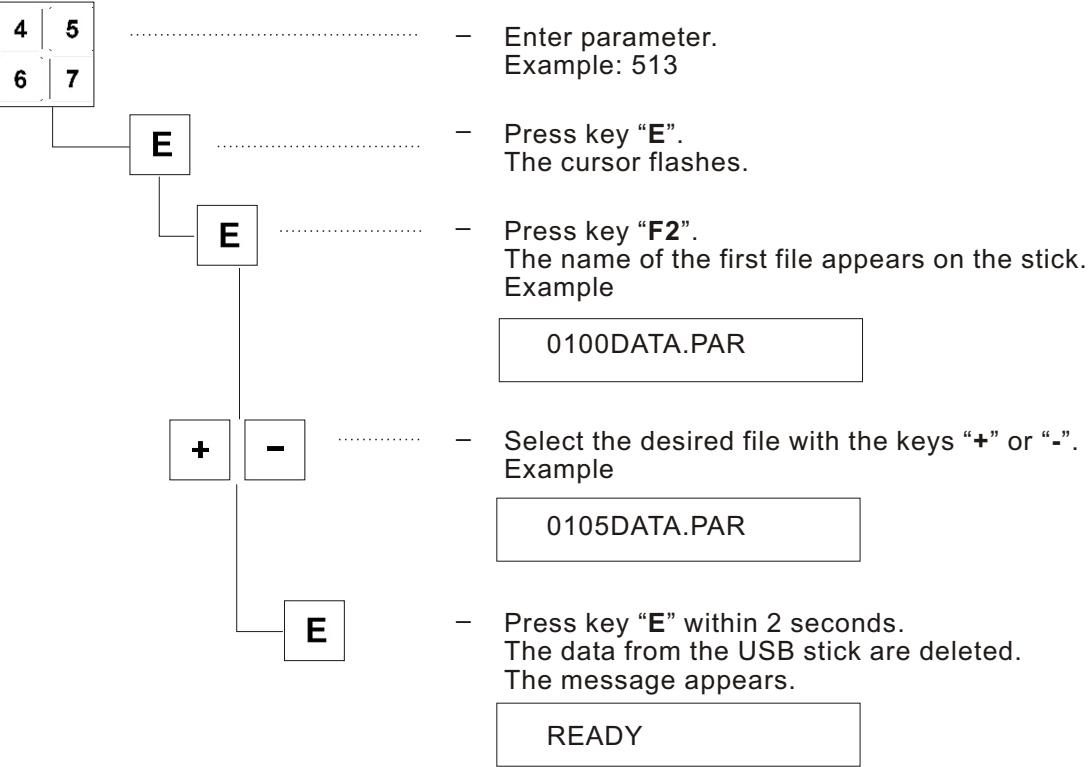 4 5
– Enter parameter.
Example: 513
6 7
E
– Press key “E”.
The cursor flashes.
E
– Press key “F2”.
The name of the first file appears on the stick.
Example
0100DATA.PAR
+ -
– Select the desired file with the keys “+” or “-”.
Example
0105DATA.PAR
E
– Press key “E” within 2 seconds.
The data from the USB stick are deleted.
The message appears.
READY